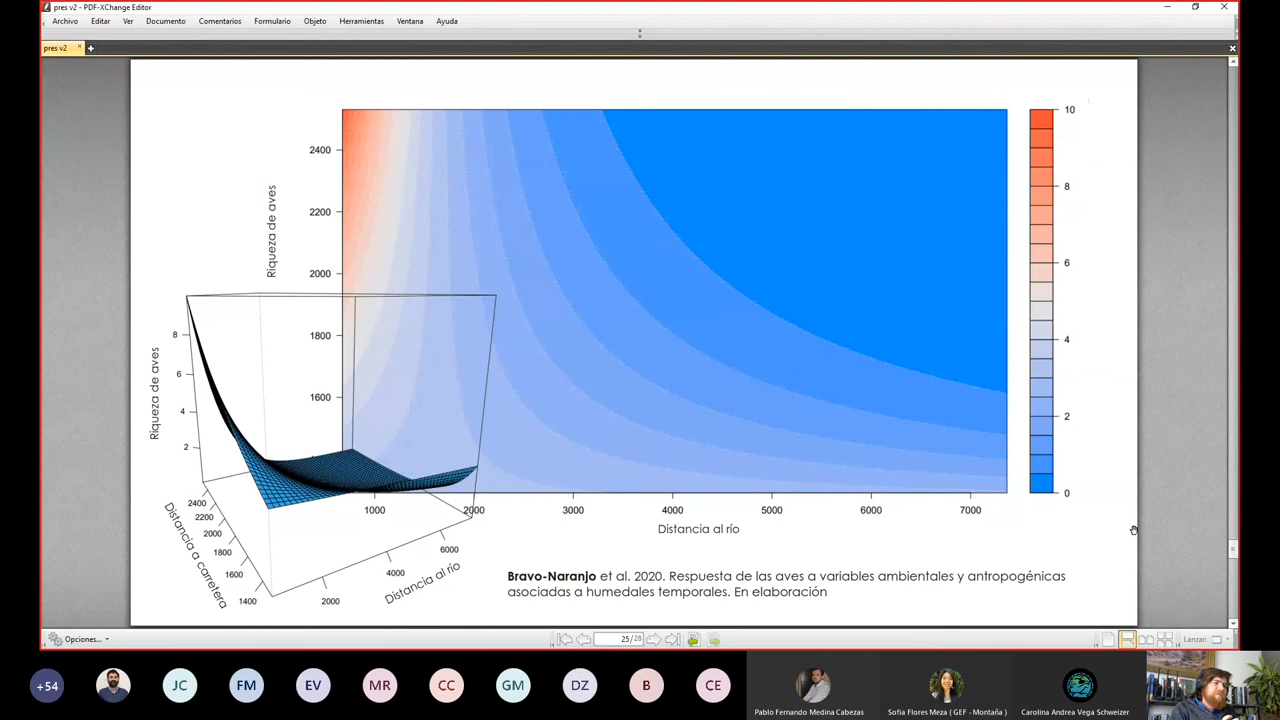 pres v2 - PDF-XChange Editor
Archivo Editar Ver Documento Comentarios Formulario Objeto Herramientas Ventana Ayuda
pres v2
10
8
6
4
2
0
Riqueza de aves
2400
2200
2000
1800
1600
1000 2000 3000 4000 5000 6000 7000
Distancia al río
Riqueza de aves
8
6
4
2
Distancia a carretera
2400
2200
2000
1800
1600
1400
Distancia al río
2000
4000
6000
Bravo-Naranjo et al. 2020. Respuesta de las aves a variables ambientales y antropogénicas
asociadas a humedales temporales. En elaboración
Opciones...
25 / 28
Lanzar:
+54 JC FM EV MR CC GM DZ B CE
Pablo Fernando Medina Cabezas
Sofía Flores Meza ( GEF - Montaña )
Carolina Andrea Vega Schweizer